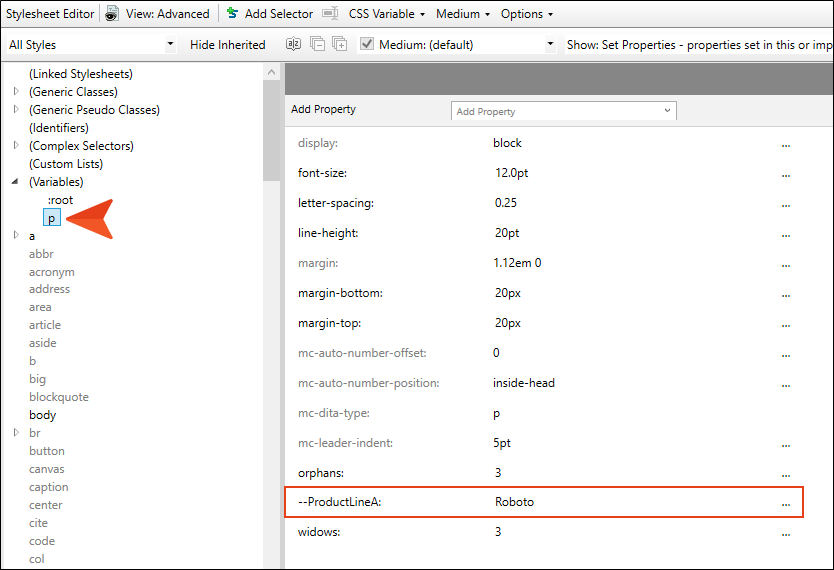 Stylesheet Editor View: Advanced Add Selector CSS Variable Medium Options
All Styles Hide Inherited Medium: (default) Show: Set Properties - properties set in this or imp
(Linked Stylesheets)
(Generic Classes)
(Generic Pseudo Classes)
(Identifiers)
(Complex Selectors)
(Custom Lists)
(Variables)
:root
p
a
abbr
acronym
address
area
article
aside
b
big
blockquote
body
br
button
canvas
caption
center
cite
code
col
Add Property Add Property
display: block ...
font-size: 12.0pt ...
letter-spacing: 0.25 ...
line-height: 20pt ...
margin: 1.12em 0 ...
margin-bottom: 20px ...
margin-top: 20px ...
mc-auto-number-offset: 0 ...
mc-auto-number-position: inside-head ...
mc-dita-type: p
mc-leader-indent: 5pt ...
orphans: 3 ...
--ProductLineA: Roboto ...
widows: 3 ...